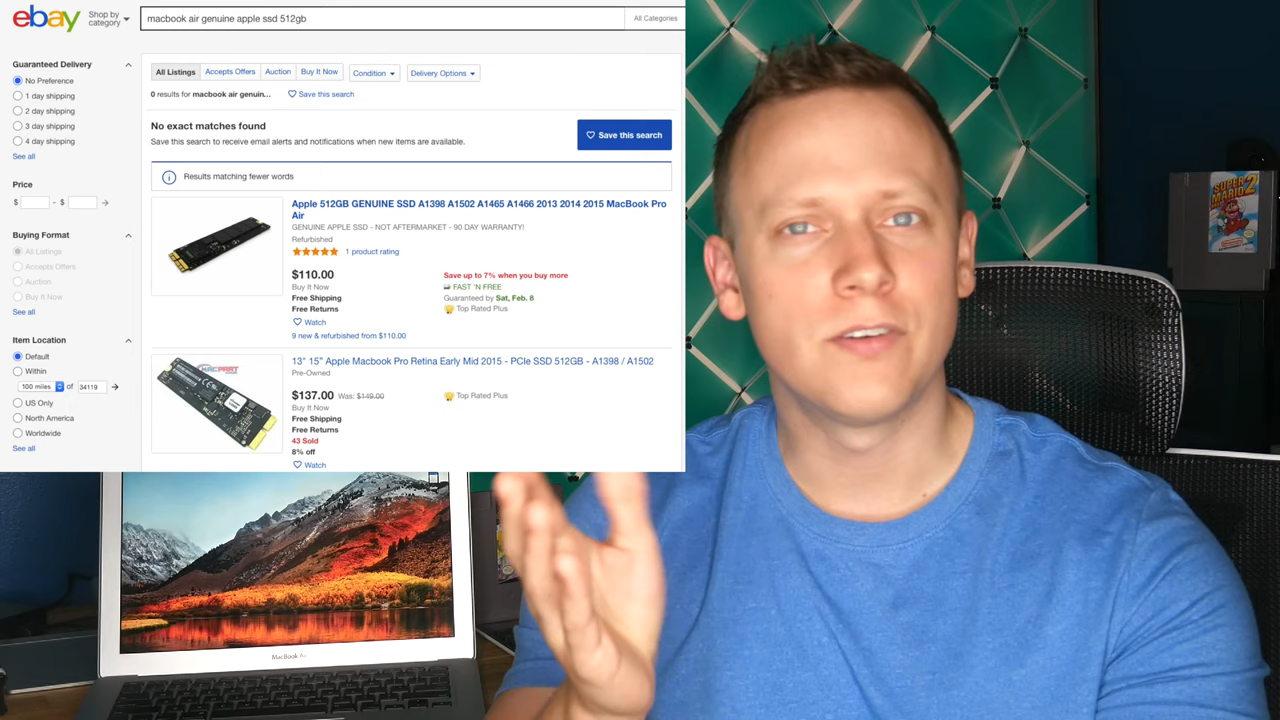 ebay
Shop by
category
macbook air genuine apple ssd 512gb
All Categories
Guaranteed Delivery
No Preference
1 day shipping
2 day shipping
3 day shipping
4 day shipping
See all
Price
$ - $
Buying Format
All Listings
Accepts Offers
Auction
Buy It Now
See all
Item Location
Default
Within
100 miles of 34119
US Only
North America
Worldwide
See all
All Listings Accepts Offers Auction Buy It Now Condition Delivery Options
0 results for macbook air genuin... Save this search
No exact matches found
Save this search to receive email alerts and notifications when new items are available.
Save this search
Results matching fewer words
Apple 512GB GENUINE SSD A1398 A1502 A1465 A1466 2013 2014 2015 MacBook Pro
Air
GENUINE APPLE SSD - NOT AFTERMARKET - 90 DAY WARRANTY!
Refurbished
1 product rating
$110.00
Buy It Now
Free Shipping
Free Returns
Watch
9 new & refurbished from $110.00
Save up to 7% when you buy more
FAST 'N FREE
Guaranteed by Sat, Feb. 8
Top Rated Plus
13" 15" Apple Macbook Pro Retina Early Mid 2015 - PCIe SSD 512GB - A1398 / A1502
Pre-Owned
$137.00 Was: $149.00
Buy It Now
Free Shipping
Free Returns
43 Sold
8% off
Watch
Top Rated Plus
SUPER
MARIO 2
MacBook Air